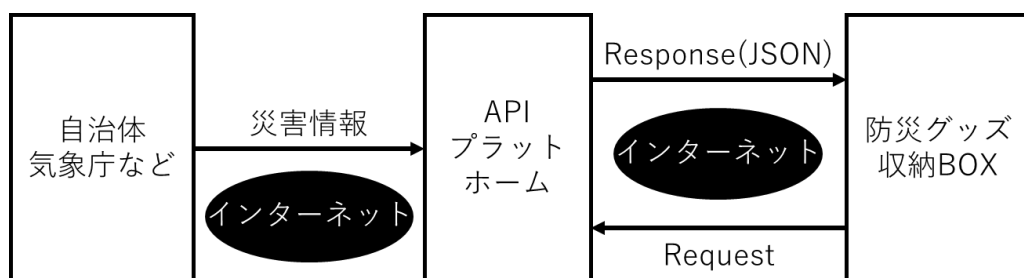 自治体
気象庁など
災害情報
インターネット
API
プラット
ホーム
Response(JSON)
インターネット
Request
防災グッズ
収納BOX